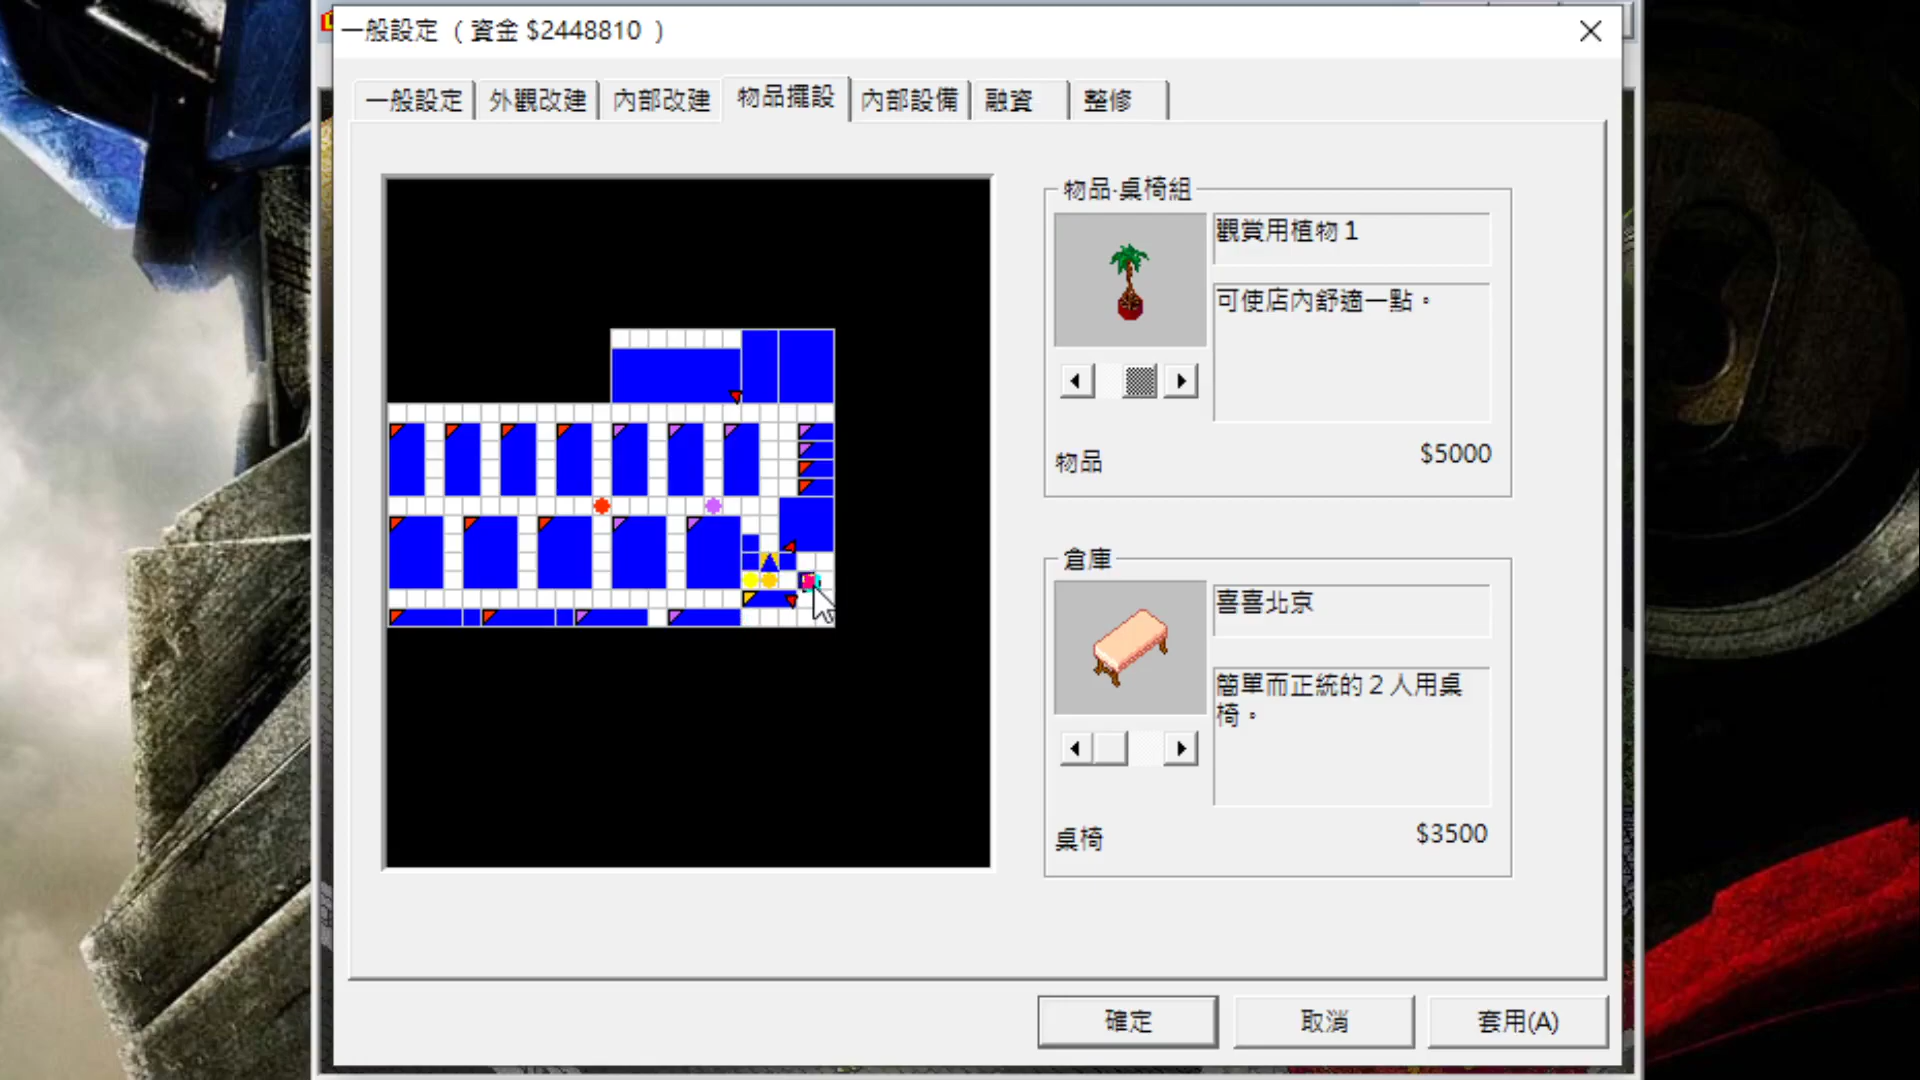 一般設定 （ 資金 $2448810 ）
一般設定
外觀改建
內部改建
物品擺設
內部設備
融資
整修
物品·桌椅組
觀賞用植物１
可使店內舒適一點。
物品
$5000
倉庫
喜喜北京
簡單而正統的２人用桌
椅。
桌椅
$3500
確定
取消
套用(A)